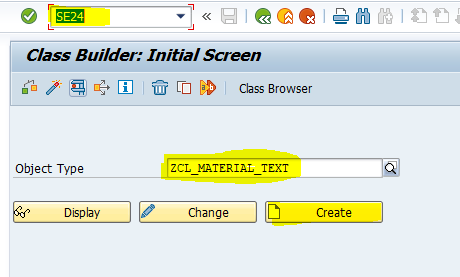 SE24
Class Builder: Initial Screen
Class Browser
Object Type ZCL_MATERIAL_TEXT
Display Change Create